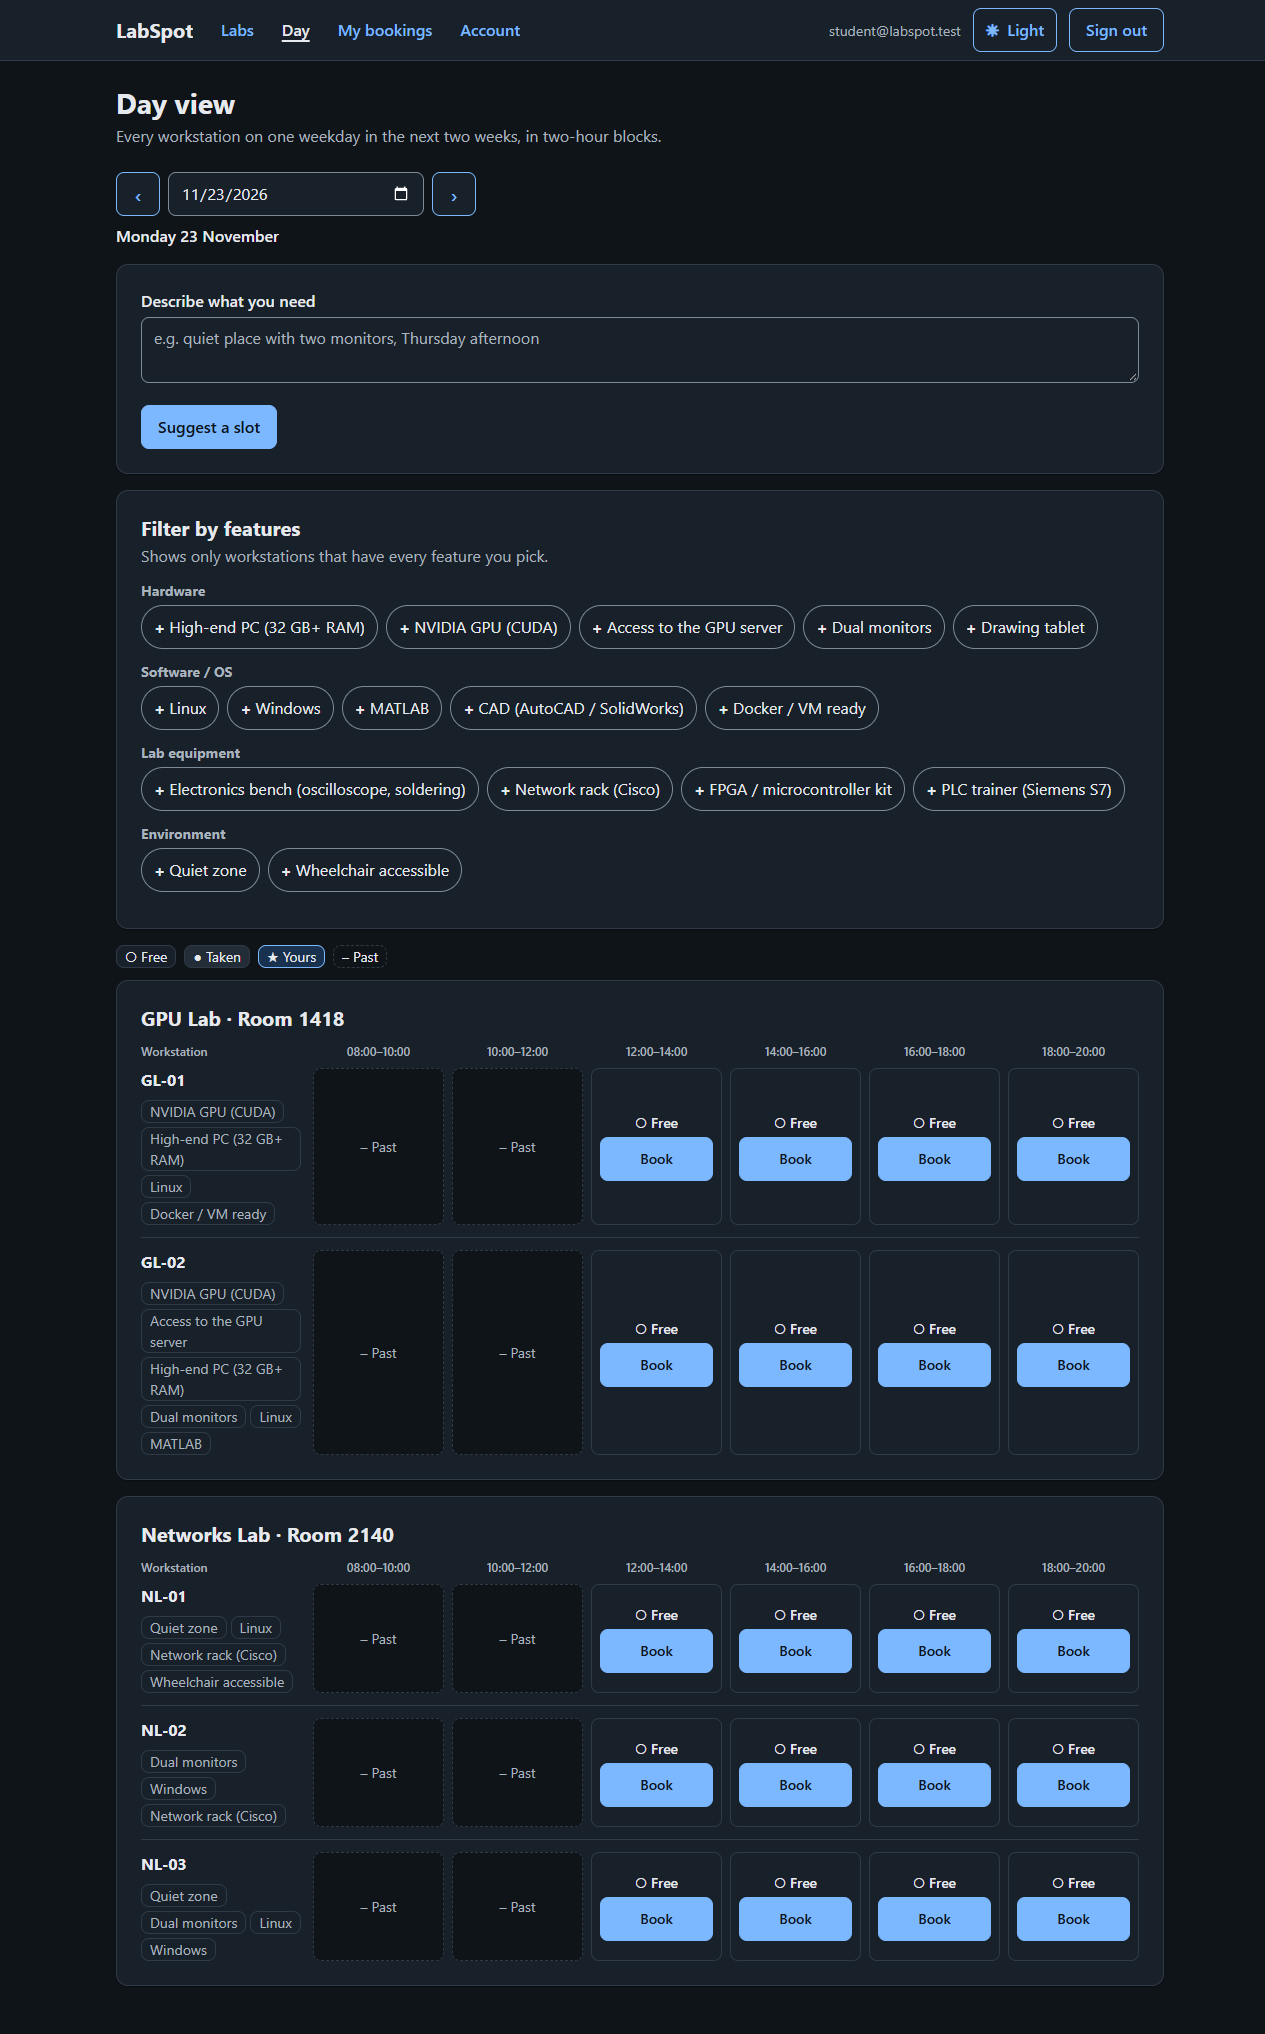 LabSpot Labs Day My bookings Account student@labspot.test Light Sign out
Day view
Every workstation on one weekday in the next two weeks, in two-hour blocks.
‹ 11/23/2026 ›
Monday 23 November
Describe what you need
e.g. quiet place with two monitors, Thursday afternoon
Suggest a slot
Filter by features
Shows only workstations that have every feature you pick.
Hardware
+ High-end PC (32 GB+ RAM) + NVIDIA GPU (CUDA) + Access to the GPU server + Dual monitors + Drawing tablet
Software / OS
+ Linux + Windows + MATLAB + CAD (AutoCAD / SolidWorks) + Docker / VM ready
Lab equipment
+ Electronics bench (oscilloscope, soldering) + Network rack (Cisco) + FPGA / microcontroller kit + PLC trainer (Siemens S7)
Environment
+ Quiet zone + Wheelchair accessible
○ Free ● Taken ★ Yours – Past
GPU Lab · Room 1418
Workstation 08:00–10:00 10:00–12:00 12:00–14:00 14:00–16:00 16:00–18:00 18:00–20:00
GL-01
NVIDIA GPU (CUDA)
High-end PC (32 GB+
RAM)
Linux
Docker / VM ready
– Past – Past ○ Free ○ Free ○ Free ○ Free
Book Book Book Book
GL-02
NVIDIA GPU (CUDA)
Access to the GPU
server
High-end PC (32 GB+
RAM)
Dual monitors Linux
MATLAB
– Past – Past ○ Free ○ Free ○ Free ○ Free
Book Book Book Book
Networks Lab · Room 2140
Workstation 08:00–10:00 10:00–12:00 12:00–14:00 14:00–16:00 16:00–18:00 18:00–20:00
NL-01
Quiet zone Linux
Network rack (Cisco)
Wheelchair accessible
– Past – Past ○ Free ○ Free ○ Free ○ Free
Book Book Book Book
NL-02
Dual monitors
Windows
Network rack (Cisco)
– Past – Past ○ Free ○ Free ○ Free ○ Free
Book Book Book Book
NL-03
Quiet zone
Dual monitors Linux
Windows
– Past – Past ○ Free ○ Free ○ Free ○ Free
Book Book Book Book